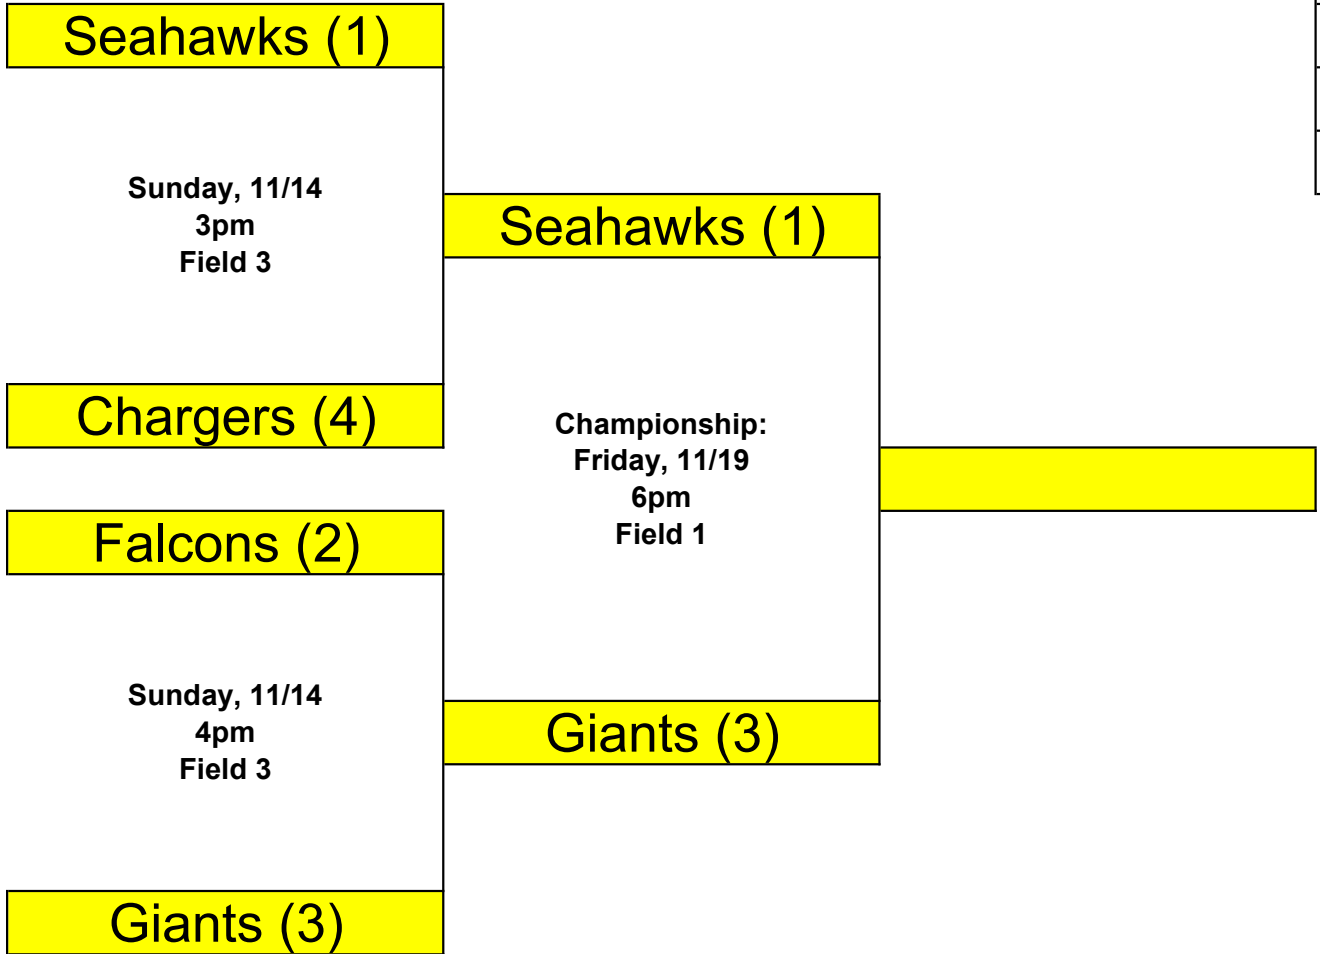 Seahawks (1)
Sunday, 11/14
3pm
Field 3
Chargers (4)
Seahawks (1)
Championship:
Friday, 11/19
6pm
Field 1
Falcons (2)
Sunday, 11/14
4pm
Field 3
Giants (3)
Giants (3)